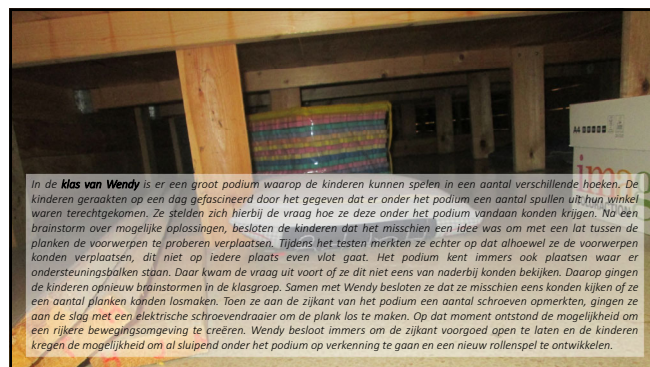 A4
In de klas van Wendy is er een groot podium waarop de kinderen kunnen spelen in een aantal verschillende hoeken. De
kinderen geraakten op een dag gefascineerd door het gegeven dat er onder het podium een aantal spullen uit hun winkel
waren terechtgekomen. Ze stelden zich hierbij de vraag hoe ze deze onder het podium vandaan konden krijgen. Na een
brainstorm over mogelijke oplossingen, besloten de kinderen dat het misschien een idee was om met een lat tussen de
planken de voorwerpen te proberen verplaatsen. Tijdens het testen merkten ze echter op dat alhoewel ze de voorwerpen
konden verplaatsen, dit niet op iedere plaats even vlot gaat. Het podium kent immers ook plaatsen waar er
ondersteuningsbalken staan. Daar kwam de vraag uit voort of ze dit niet eens van naderbij konden bekijken. Daarop gingen
de kinderen opnieuw brainstormen in de klasgroep. Samen met Wendy besloten ze dat ze misschien eens konden kijken of ze
een aantal planken konden losmaken. Toen ze aan de zijkant van het podium een aantal schroeven opmerkten, gingen ze
aan de slag met een elektrische schroevendraaier om de plank los te maken. Op dat moment ontstond de mogelijkheid om
een rijkere bewegingsomgeving te creëren. Wendy besloot immers om de zijkant voorgoed open te laten en de kinderen
kregen de mogelijkheid om al sluipend onder het podium op verkenning te gaan en een nieuw rollenspel te ontwikkelen.